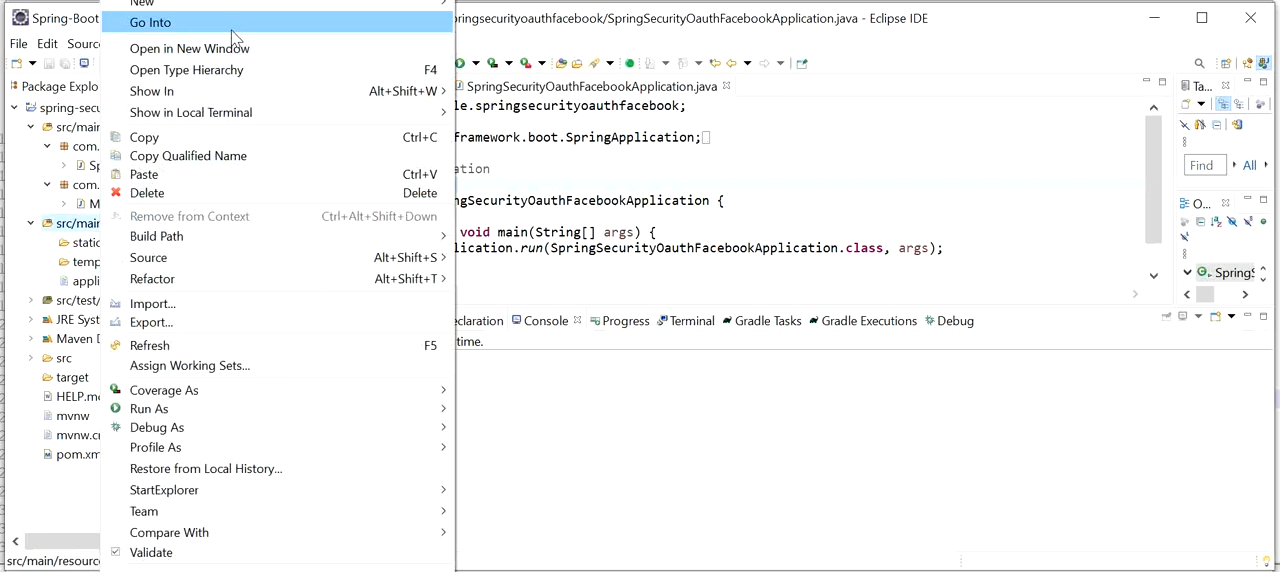 Spring-Boot
ringsecurityoauthfacebook/SpringSecurityOauthFacebookApplication.java - Eclipse IDE
File Edit Sourc
Package Explo
spring-secu
src/main
com.
Sp
com.
M
src/main
static
temp
appli
src/test/
JRE Syst
Maven D
src
target
HELP.me
mvnw
mvnw.cm
pom.xm
src/main/resourc
New
Go Into
Open in New Window
Open Type Hierarchy F4
Show In Alt+Shift+W
Show in Local Terminal
Copy Ctrl+C
Copy Qualified Name
Paste Ctrl+V
Delete Delete
Remove from Context Ctrl+Alt+Shift+Down
Build Path
Source Alt+Shift+S
Refactor Alt+Shift+T
Import...
Export...
Refresh F5
Assign Working Sets...
Coverage As
Run As
Debug As
Profile As
Restore from Local History...
StartExplorer
Team
Compare With
Validate
SpringSecurityOauthFacebookApplication.java
le.springsecurityoauthfacebook;
framework.boot.SpringApplication;
ation
ngSecurityOauthFacebookApplication {
void main(String[] args) {
lication.run(SpringSecurityOauthFacebookApplication.class, args);
eclaration Console Progress Terminal Gradle Tasks Gradle Executions Debug
time.
Ta...
Find All
O...
SpringS